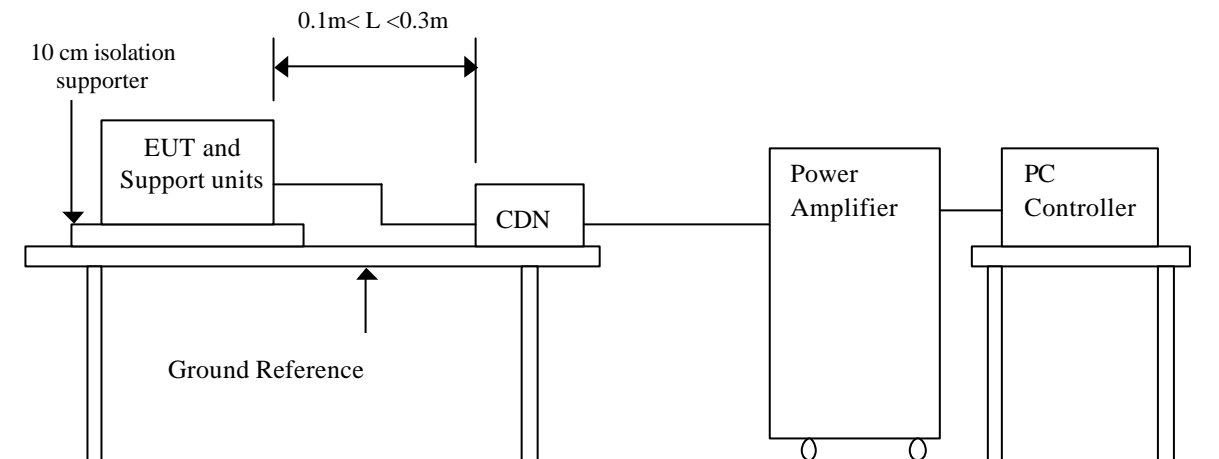 0.1m< L <0.3m
10 cm isolation
supporter
EUT and
Support units
CDN
Power
Amplifier
PC
Controller
Ground Reference